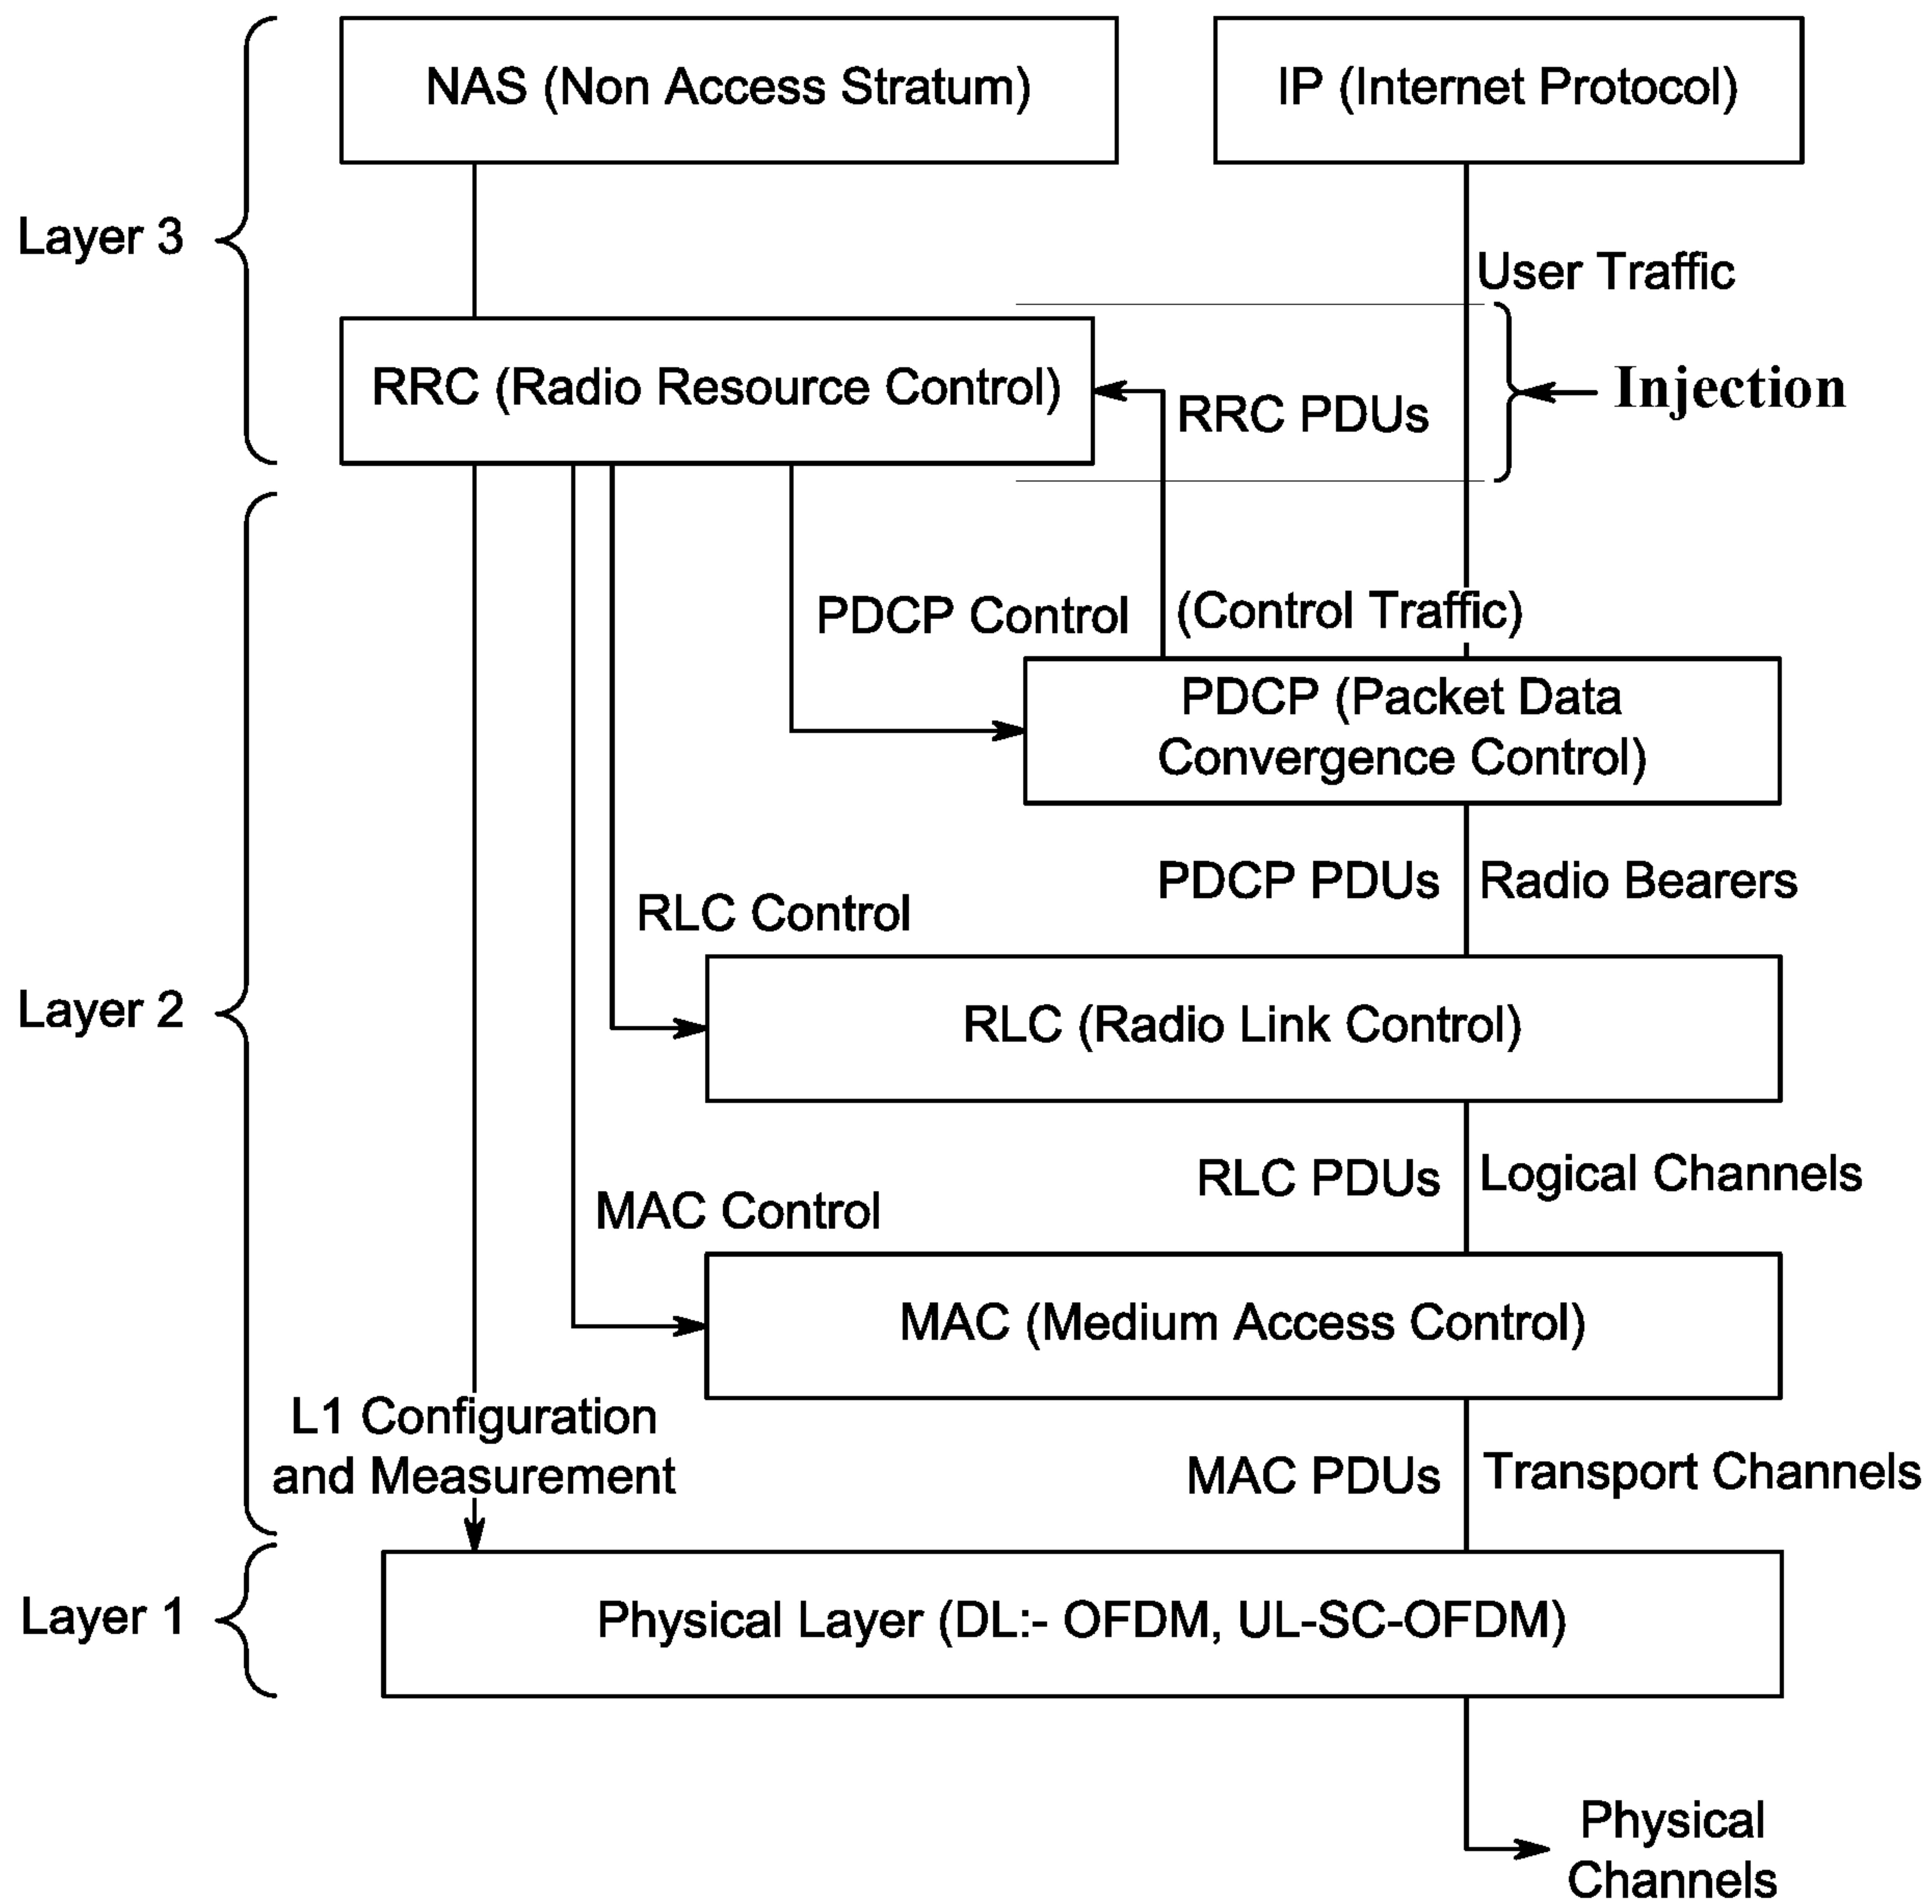 NAS (Non Access Stratum)
IP (Internet Protocol)
Layer 3
User Traffic
RRC (Radio Resource Control)
RRC PDUs
Injection
PDCP Control
(Control Traffic)
PDCP (Packet Data
Convergence Control)
PDCP PDUs
Radio Bearers
RLC Control
Layer 2
RLC (Radio Link Control)
RLC PDUs
Logical Channels
MAC Control
MAC (Medium Access Control)
L1 Configuration
and Measurement
MAC PDUs
Transport Channels
Layer 1
Physical Layer (DL:- OFDM, UL-SC-OFDM)
Physical
Channels